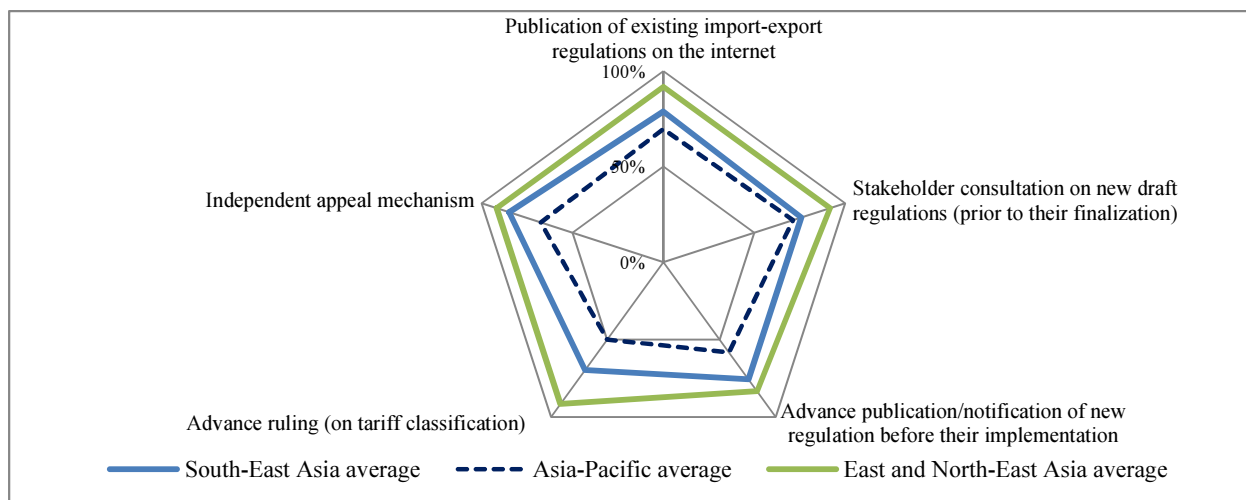 Publication of existing import-export
regulations on the internet
100%
50%
0%
Independent appeal mechanism
Stakeholder consultation on new draft
regulations (prior to their finalization)
Advance ruling (on tariff classification)
Advance publication/notification of new
regulation before their implementation
South-East Asia average
Asia-Pacific average
East and North-East Asia average